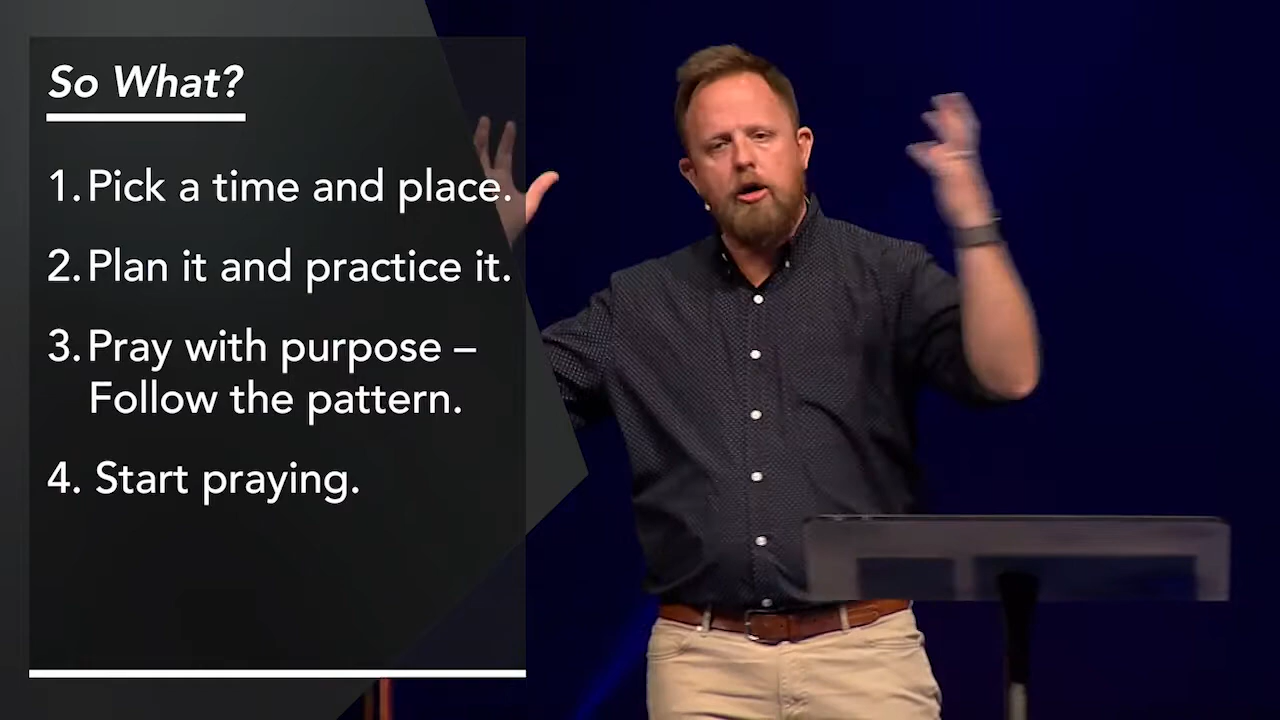 So What?
1. Pick a time and place.
2. Plan it and practice it.
3. Pray with purpose –
Follow the pattern.
4. Start praying.